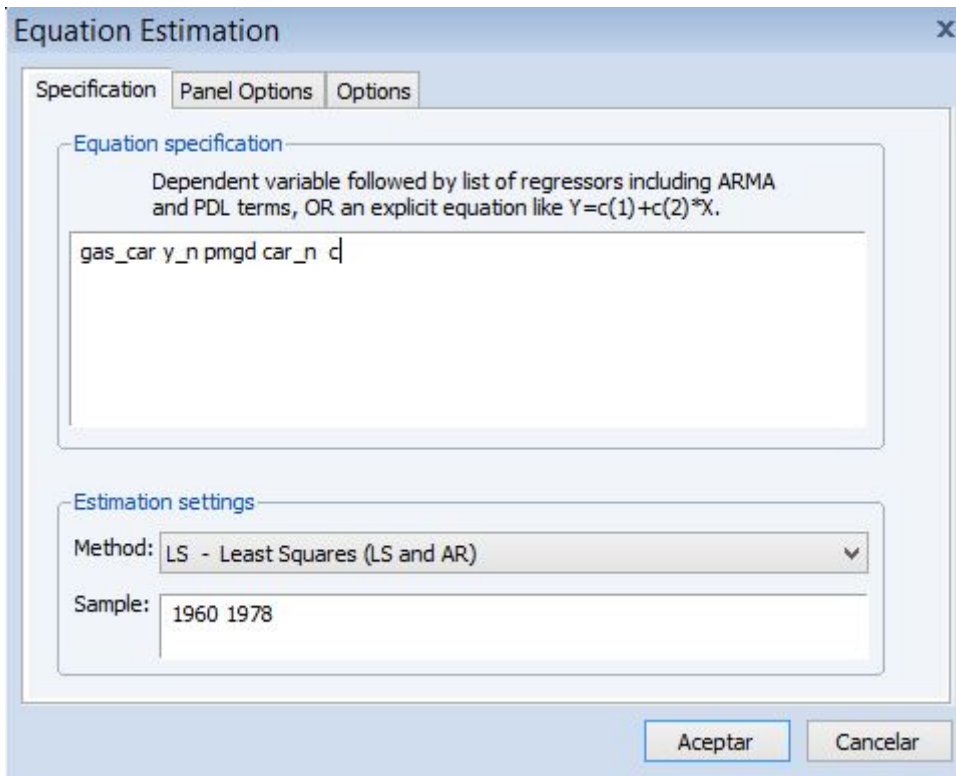 Equation Estimation
Specification
Panel Options
Options
Equation specification
Dependent variable followed by list of regressors including ARMA
and PDL terms, OR an explicit equation like Y=c(1)+c(2)*X.
gas_car y_n pmgd car_n  c
Estimation settings
Method:
LS  -  Least Squares (LS and AR)
Sample:
1960 1978
Aceptar
Cancelar